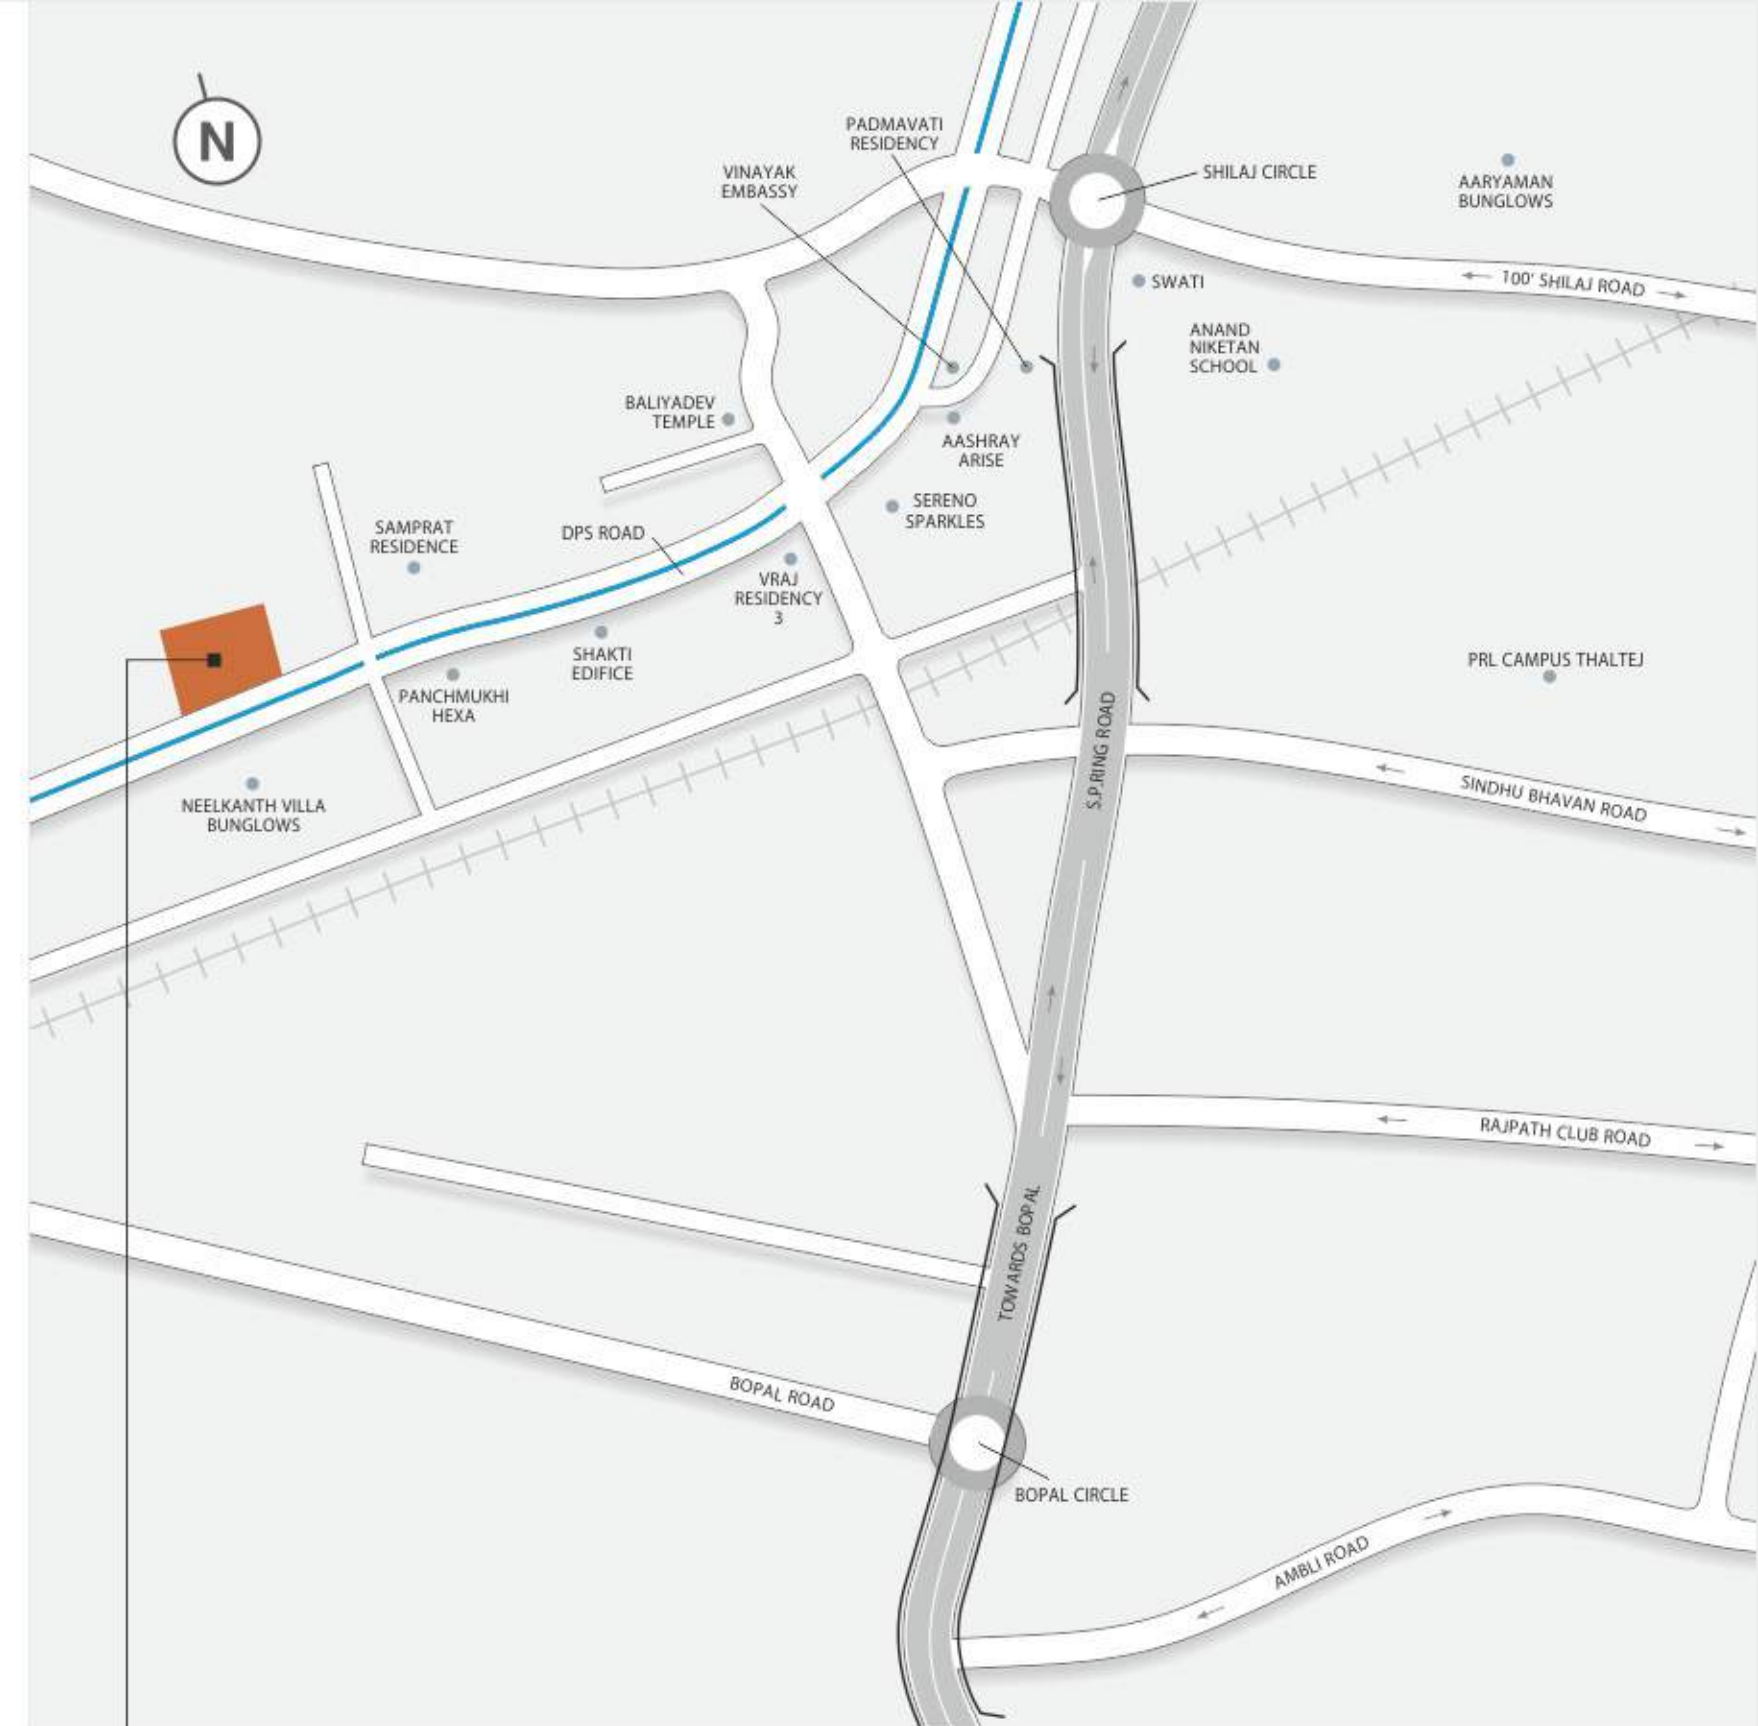 N
PADMAVATI
RESIDENCY
VINAYAK
EMBASSY
SHILAJ CIRCLE
AARYAMAN
BUNGLOWS
SWATI
100' SHILAJ ROAD
ANAND
NIKETAN
SCHOOL
BALIYADEV
TEMPLE
AASHRAY
ARISE
SERENO
SPARKLES
SAMPRAT
RESIDENCE
DPS ROAD
VRAJ
RESIDENCY
3
SHAKTI
EDIFICE
PANCHMUKHI
HEXA
PRL CAMPUS THALTEJ
S.P.RING ROAD
NEELKANTH VILLA
BUNGLOWS
SINDHU BHAVAN ROAD
RAJPATH CLUB ROAD
TOWARDS BOPAL
BOPAL ROAD
BOPAL CIRCLE
AMBLI ROAD